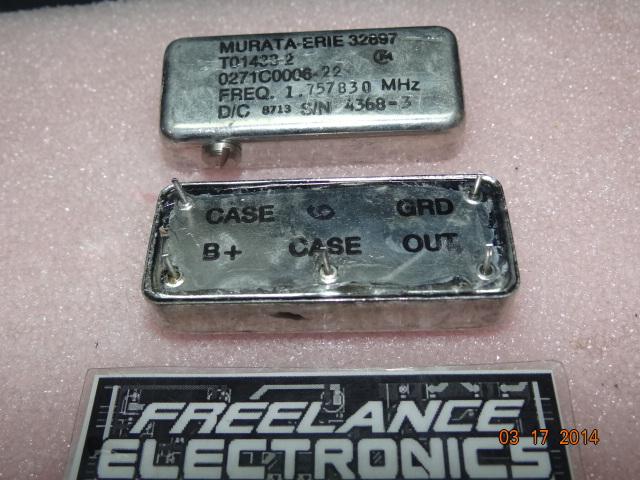 MURATA-ERIE 32897
T01433-2
0271C0006-22
FREQ. 1.757830 MHz
D/C 8713 S/N 4368-3
CASE GRD
B+ CASE OUT
FREELANCE
ELECTRONICS
03 17 2014